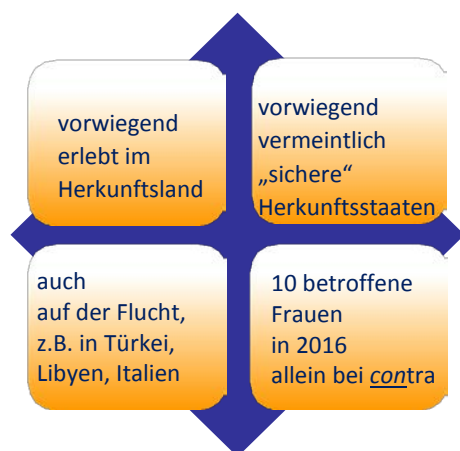 vorwiegend
erlebt im
Herkunftsland
vorwiegend
vermeintlich
„sichere“
Herkunftsstaaten
auch
auf der Flucht,
z.B. in Türkei,
Libyen, Italien
10 betroffene
Frauen
in 2016
allein bei contra